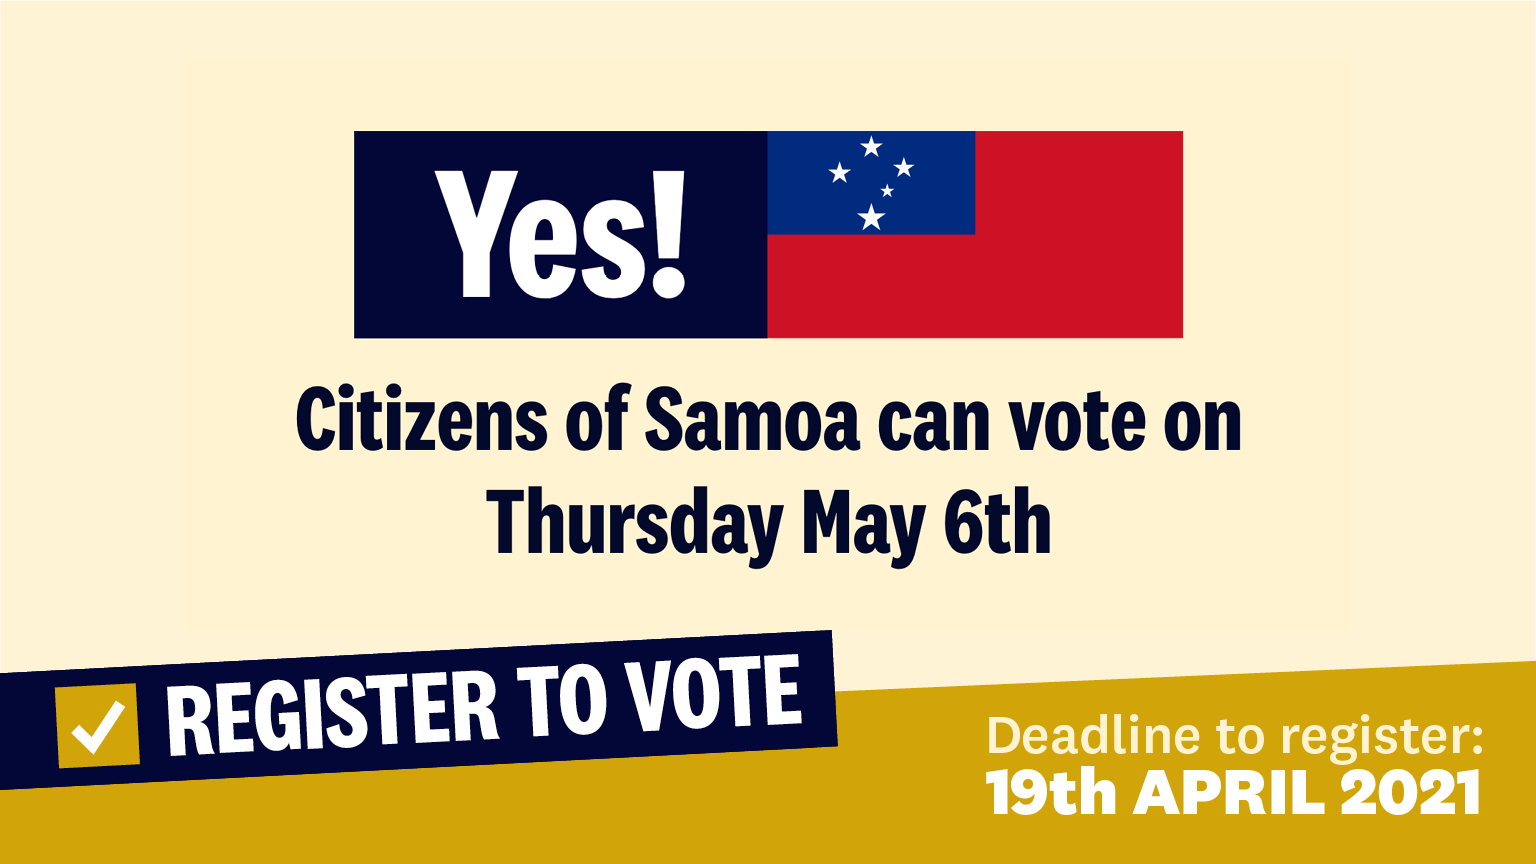 Yes!
Citizens of Samoa can vote on
Thursday May 6th
REGISTER TO VOTE
Deadline to register:
19th APRIL 2021